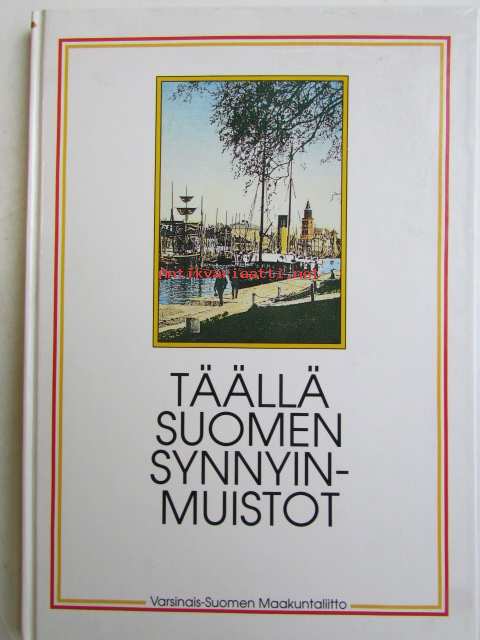 antikvariaatti.net
TÄÄLLÄ
SUOMEN
SYNNYIN-
MUISTOT
Varsinais-Suomen Maakuntaliitto